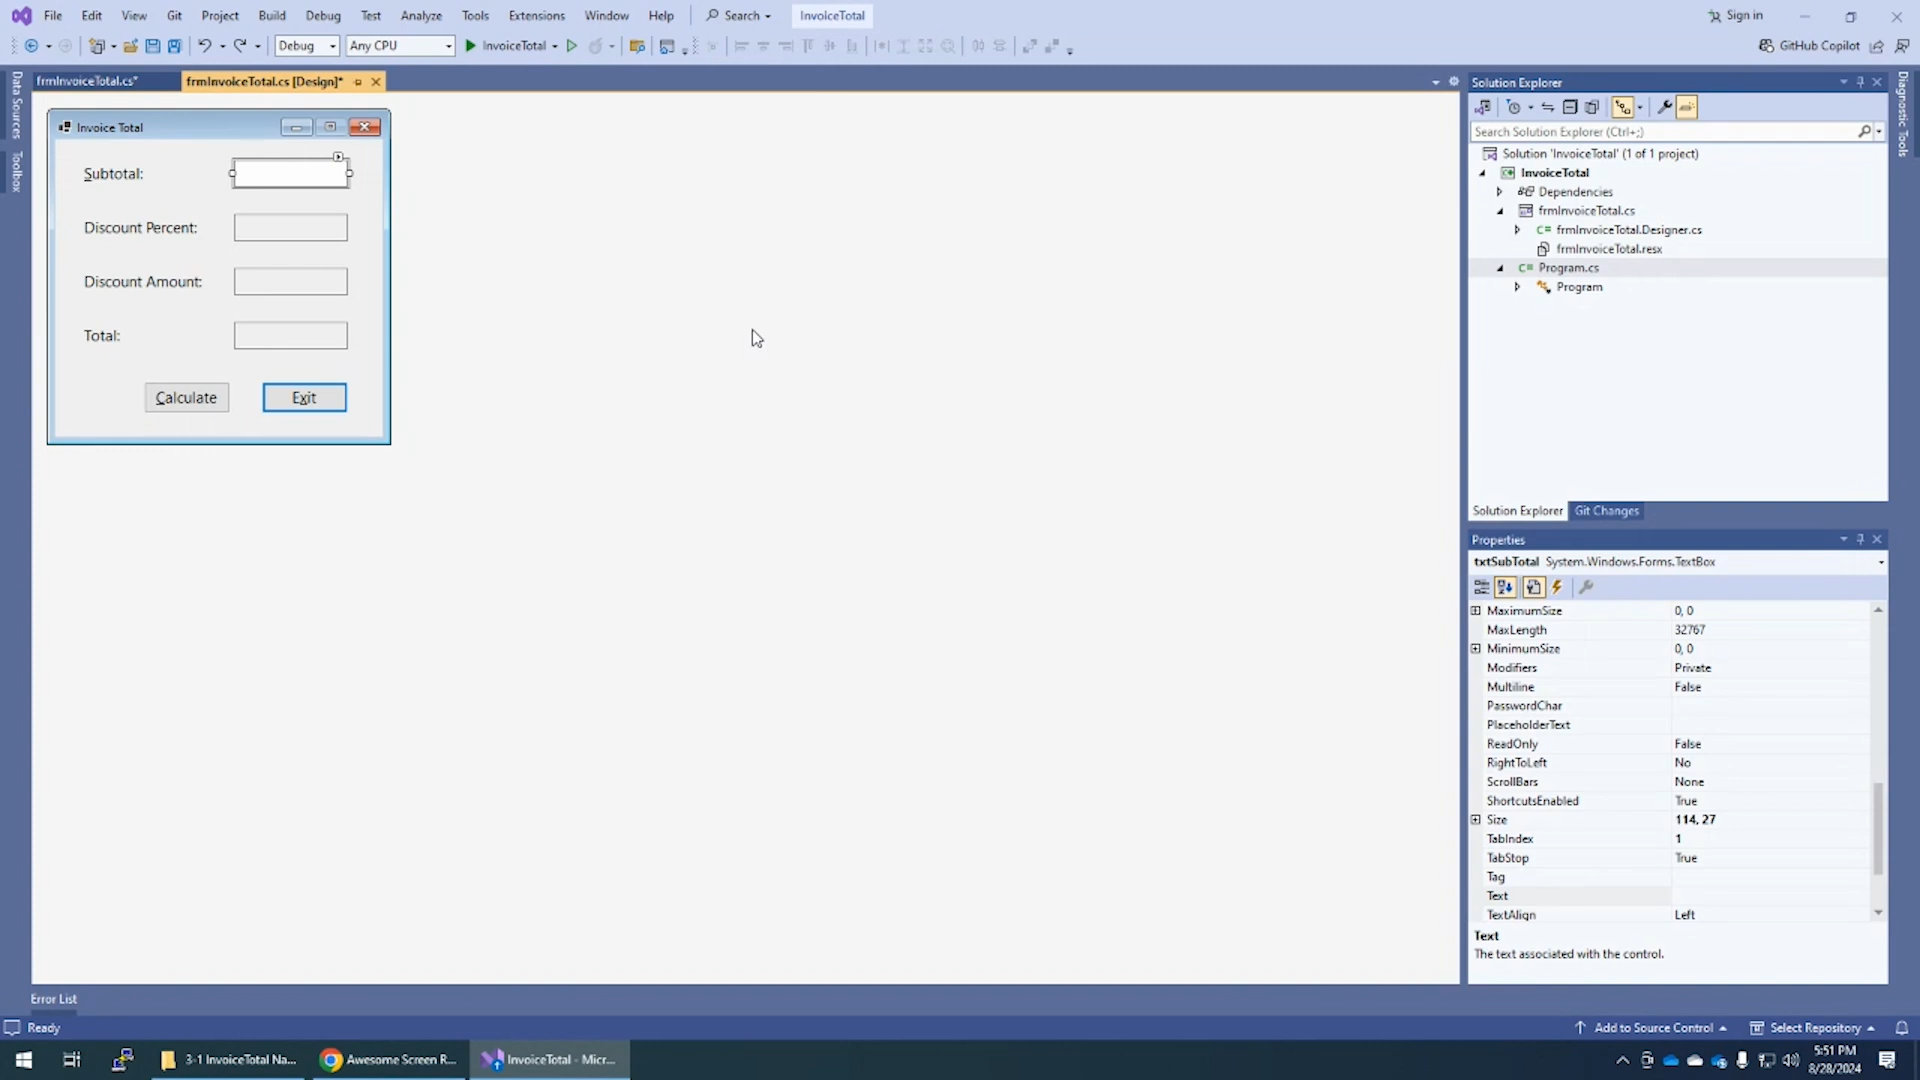 File Edit View Git Project Build Debug Test Analyze Tools Extensions Window Help Search InvoiceTotal Sign in
Debug Any CPU InvoiceTotal GitHub Copilot
frmInvoiceTotal.cs* frmInvoiceTotal.cs [Design]*
Data Sources
Toolbox
Invoice Total
Subtotal:
Discount Percent:
Discount Amount:
Total:
Calculate Exit
Solution Explorer
Search Solution Explorer (Ctrl+;)
Solution 'InvoiceTotal' (1 of 1 project)
InvoiceTotal
Dependencies
frmInvoiceTotal.cs
C# frmInvoiceTotal.Designer.cs
frmInvoiceTotal.resx
C# Program.cs
Program
Solution Explorer Git Changes
Diagnostic Tools
Properties
txtSubTotal System.Windows.Forms.TextBox
MaximumSize 0, 0
MaxLength 32767
MinimumSize 0, 0
Modifiers Private
Multiline False
PasswordChar
PlaceholderText
ReadOnly False
RightToLeft No
ScrollBars None
ShortcutsEnabled True
Size 114, 27
TabIndex 1
TabStop True
Tag
Text
TextAlign Left
Text
The text associated with the control.
Error List
Ready Add to Source Control Select Repository
3-1 InvoiceTotal Na... Awesome Screen R... InvoiceTotal - Micr... 5:51 PM
8/28/2024